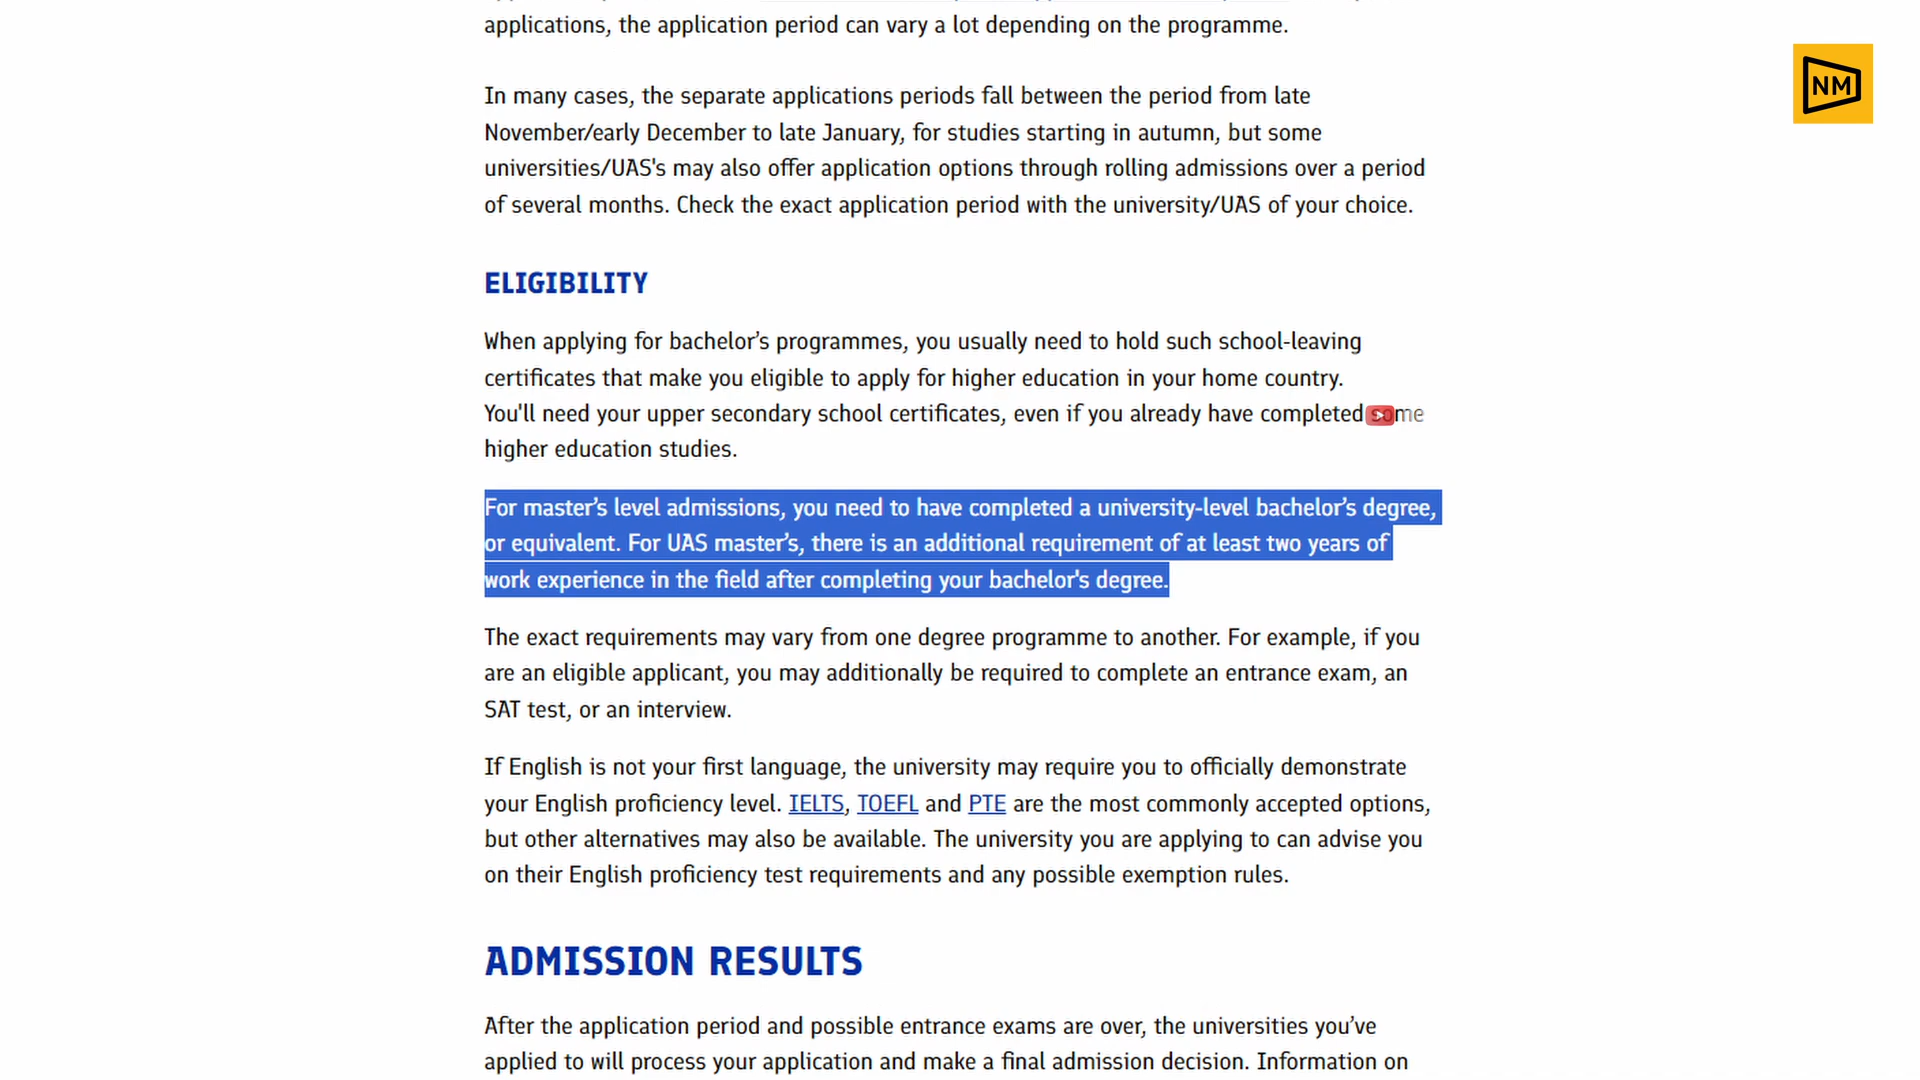 applications, the application period can vary a lot depending on the programme.
NM
In many cases, the separate applications periods fall between the period from late
November/early December to late January, for studies starting in autumn, but some
universities/UAS's may also offer application options through rolling admissions over a period
of several months. Check the exact application period with the university/UAS of your choice.
ELIGIBILITY
When applying for bachelor’s programmes, you usually need to hold such school-leaving
certificates that make you eligible to apply for higher education in your home country.
You'll need your upper secondary school certificates, even if you already have completed some
higher education studies.
For master’s level admissions, you need to have completed a university-level bachelor’s degree,
or equivalent. For UAS master’s, there is an additional requirement of at least two years of
work experience in the field after completing your bachelor's degree.
The exact requirements may vary from one degree programme to another. For example, if you
are an eligible applicant, you may additionally be required to complete an entrance exam, an
SAT test, or an interview.
If English is not your first language, the university may require you to officially demonstrate
your English proficiency level. IELTS, TOEFL and PTE are the most commonly accepted options,
but other alternatives may also be available. The university you are applying to can advise you
on their English proficiency test requirements and any possible exemption rules.
ADMISSION RESULTS
After the application period and possible entrance exams are over, the universities you’ve
applied to will process your application and make a final admission decision. Information on